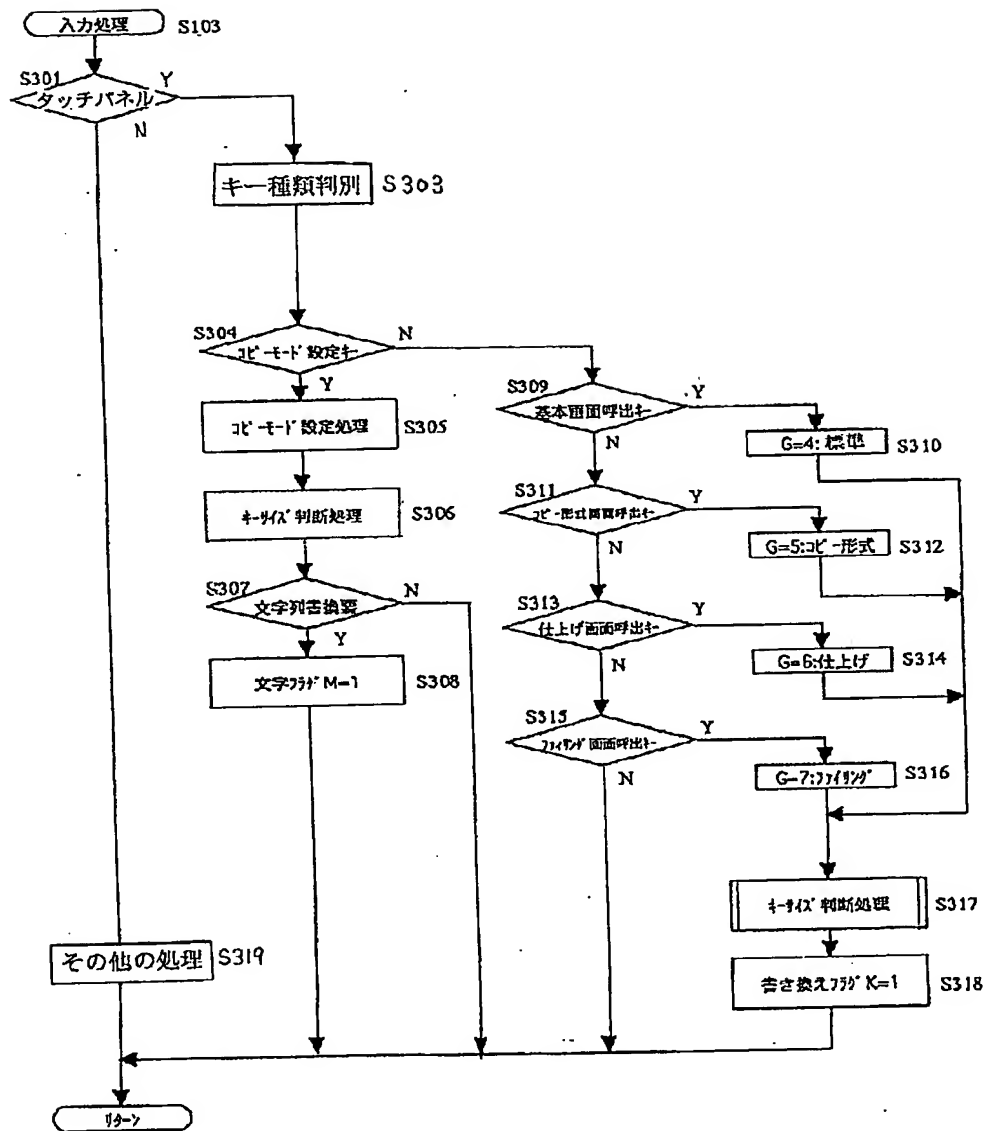 入力処理 S103
S301 Y
タッチパネル
N
キー種類判別 S303
S304 N
ｺﾋﾟｰﾓｰﾄﾞ設定ｷｰ
Y
ｺﾋﾟｰﾓｰﾄﾞ設定処理 S305
ｷｰｻｲｽﾞ判断処理 S306
S307 N
文字列書換要
Y
文字ﾌﾗｸﾞM=1 S308
S309 Y
基本画面呼出ｷｰ
N
G=4:標準 S310
S311 Y
ｺﾋﾟｰ形式画面呼出ｷｰ
N
G=5:ｺﾋﾟｰ形式 S312
S313 Y
仕上げ画面呼出ｷｰ
N
G=6:仕上げ S314
S315 Y
ﾌｧｲﾘﾝｸﾞ画面呼出ｷｰ
N
G=7:ﾌｧｲﾘﾝｸﾞ S316
ｷｰｻｲｽﾞ判断処理 S317
書き換えﾌﾗｸﾞK=1 S318
その他の処理 S319
ﾘﾀｰﾝ